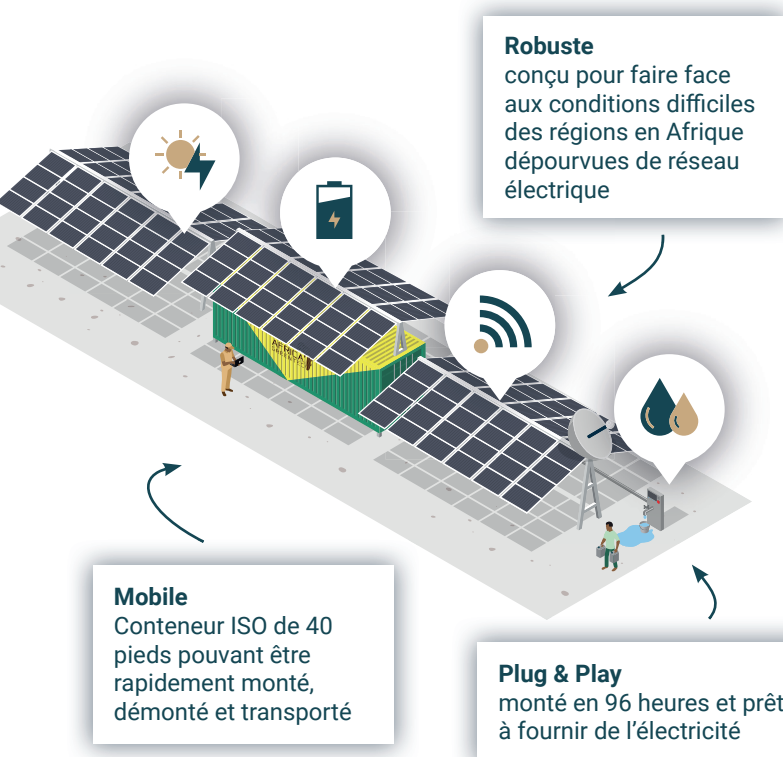 Robuste
conçu pour faire face
aux conditions difficiles
des régions en Afrique
dépourvues de réseau
électrique
AFRICA
Mobile
Conteneur ISO de 40
pieds pouvant être
rapidement monté,
démonté et transporté
Plug & Play
monté en 96 heures et prêt
à fournir de l’électricité